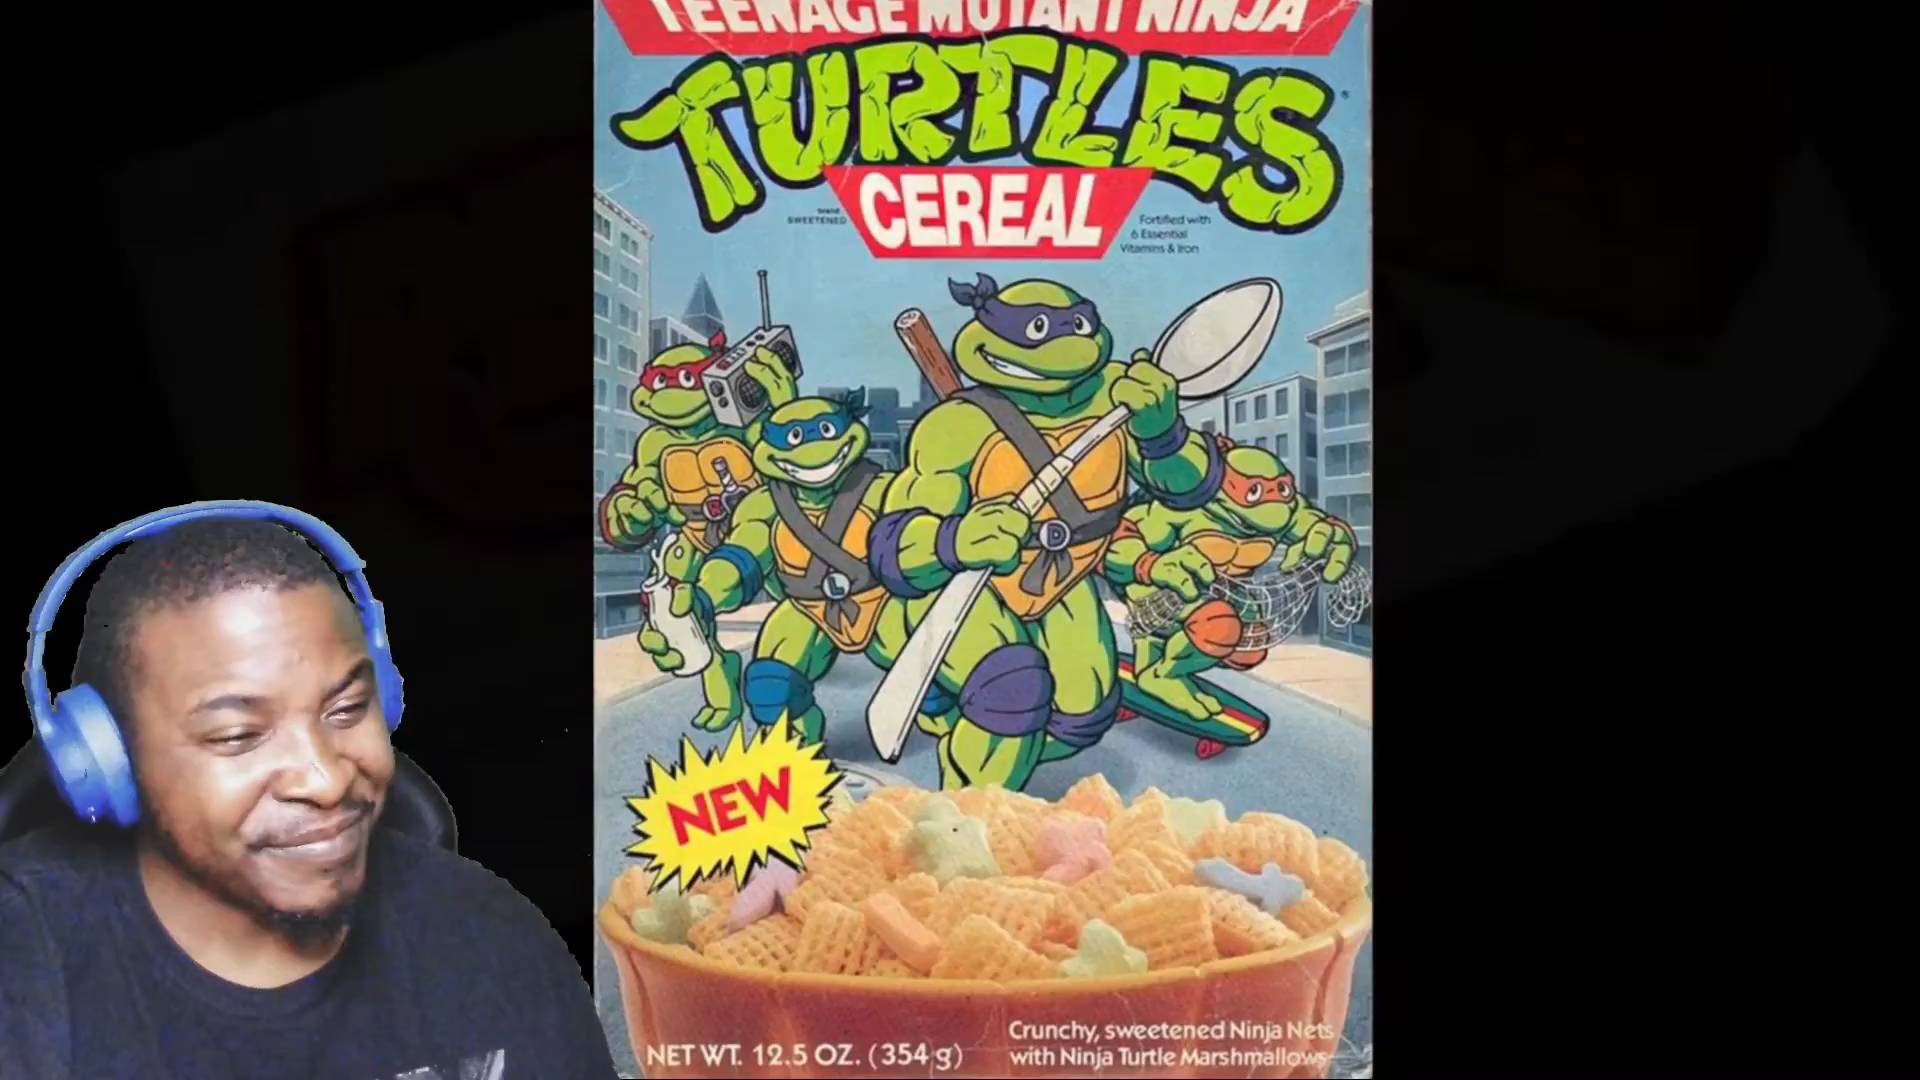 TEENAGE MUTANT NINJA
TURTLES
CEREAL
brand
SWEETENED
Fortified with
6 Essential
Vitamins & Iron
R
L
D
NEW
Crunchy, sweetened Ninja Nets
with Ninja Turtle Marshmallows
NET WT. 12.5 OZ. (354 g)